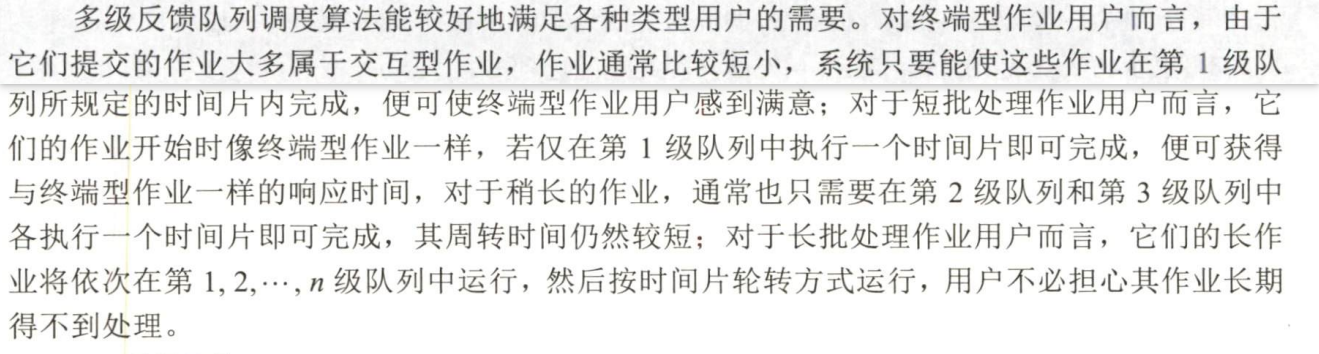 多级反馈队列调度算法能较好地满足各种类型用户的需要。对终端型作业用户而言，由于
它们提交的作业大多属于交互型作业，作业通常比较短小，系统只要能使这些作业在第 1 级队
列所规定的时间片内完成，便可使终端型作业用户感到满意；对于短批处理作业用户而言，它
们的作业开始时像终端型作业一样，若仅在第 1 级队列中执行一个时间片即可完成，便可获得
与终端型作业一样的响应时间，对于稍长的作业，通常也只需要在第 2 级队列和第 3 级队列中
各执行一个时间片即可完成，其周转时间仍然较短；对于长批处理作业用户而言，它们的长作
业将依次在第 1, 2,⋯, n 级队列中运行，然后按时间片轮转方式运行，用户不必担心其作业长期
得不到处理。